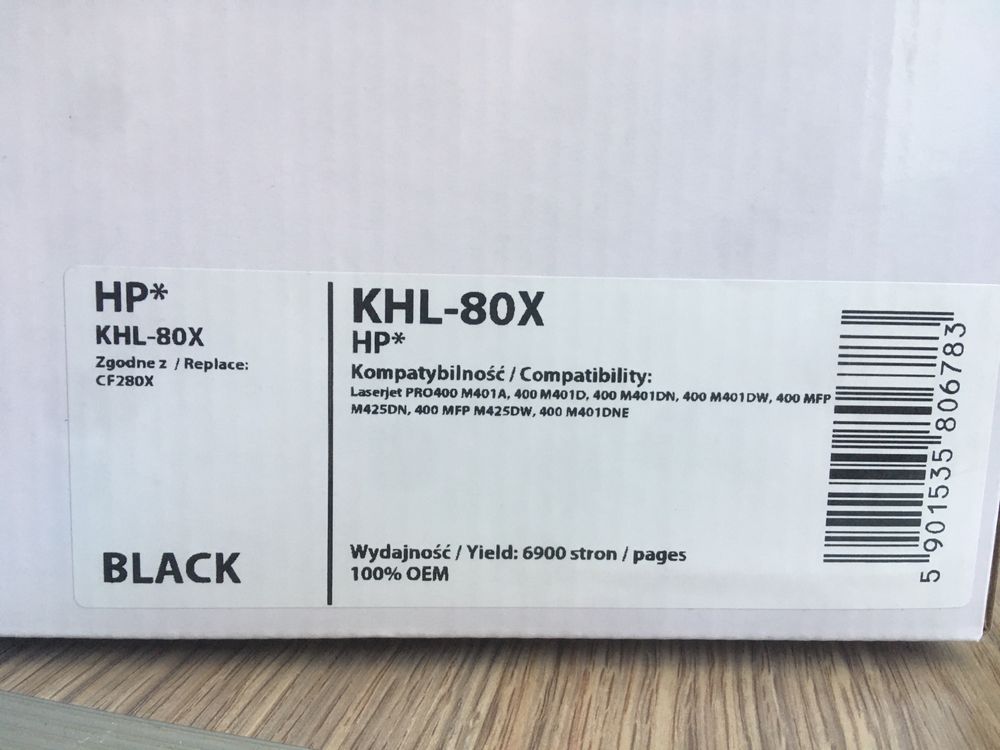 HP*
KHL-80X
Zgodne z / Replace:
CF280X
BLACK
KHL-80X
HP*
Kompatybilność / Compatibility:
Laserjet PRO400 M401A, 400 M401D, 400 M401DN, 400 M401DW, 400 MFP
M425DN, 400 MFP M425DW, 400 M401DNE
Wydajność / Yield: 6900 stron / pages
100% OEM
5 901535 806783